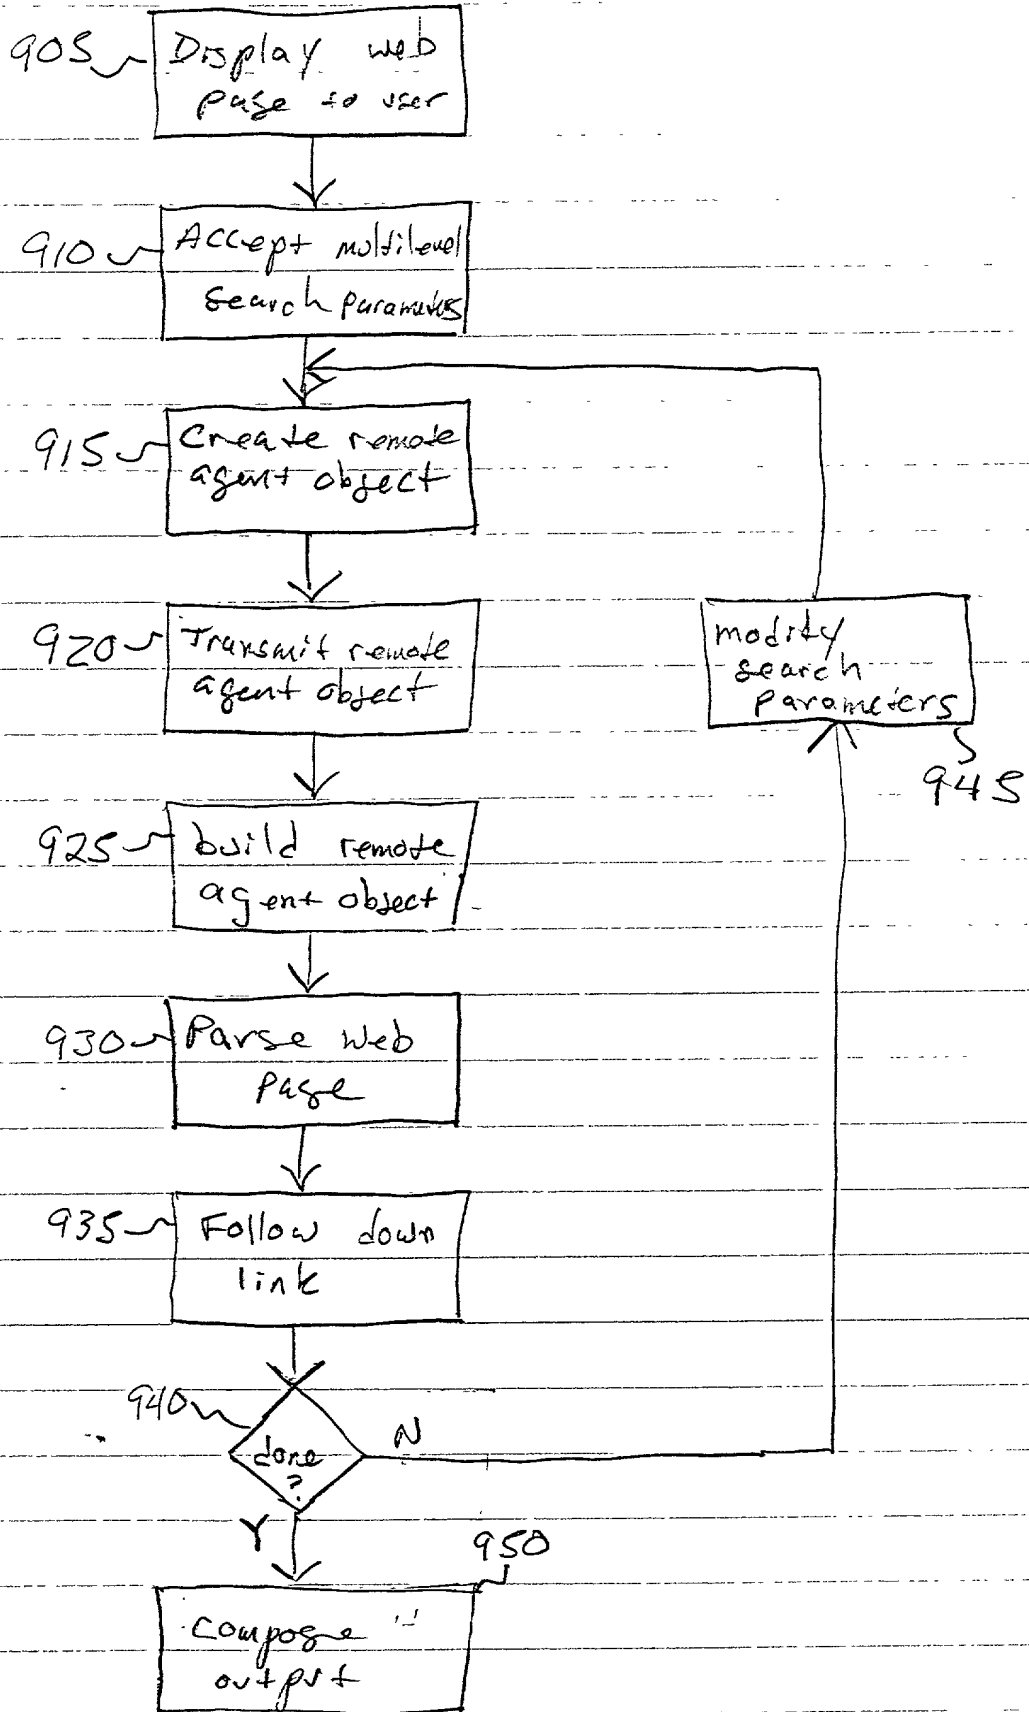 905
Display web
page to user
910
Accept multilevel
search parameters
915
Create remote
agent object
920
Transmit remote
agent object
modify
search
parameters
945
925
build remote
agent object
930
Parse Web
Page
935
Follow down
link
940
done
?
N
Y
950
Compose
output